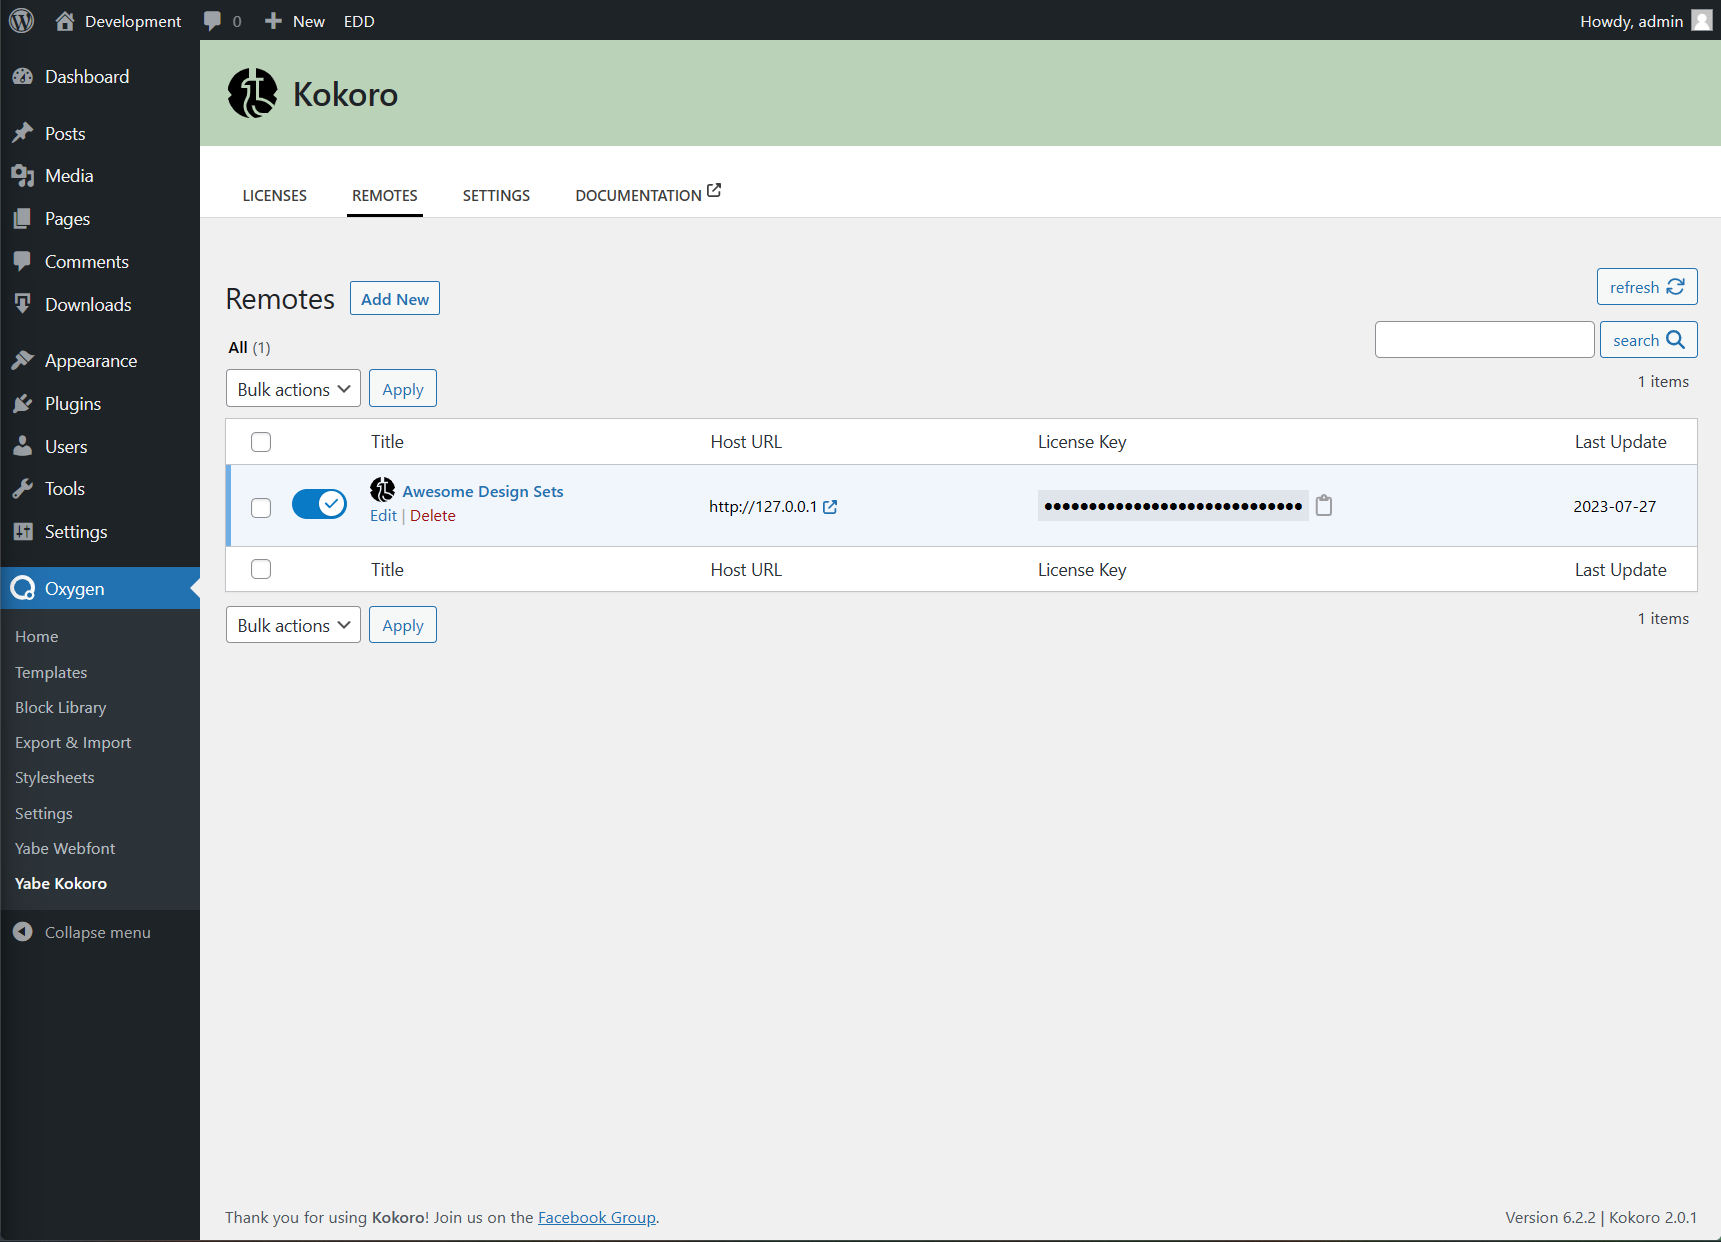 Development 0 New EDD Howdy, admin
Dashboard
Posts
Media
Pages
Comments
Downloads
Appearance
Plugins
Users
Tools
Settings
Oxygen
Home
Templates
Block Library
Export & Import
Stylesheets
Settings
Yabe Webfont
Yabe Kokoro
Collapse menu
Kokoro
LICENSES REMOTES SETTINGS DOCUMENTATION
Remotes Add New
refresh
All (1)
search
Bulk actions Apply
1 items
Title Host URL License Key Last Update
Awesome Design Sets
Edit | Delete
http://127.0.0.1 ••••••••••••••••••••••••••••• 2023-07-27
Title Host URL License Key Last Update
Bulk actions Apply
1 items
Thank you for using Kokoro! Join us on the Facebook Group.
Version 6.2.2 | Kokoro 2.0.1